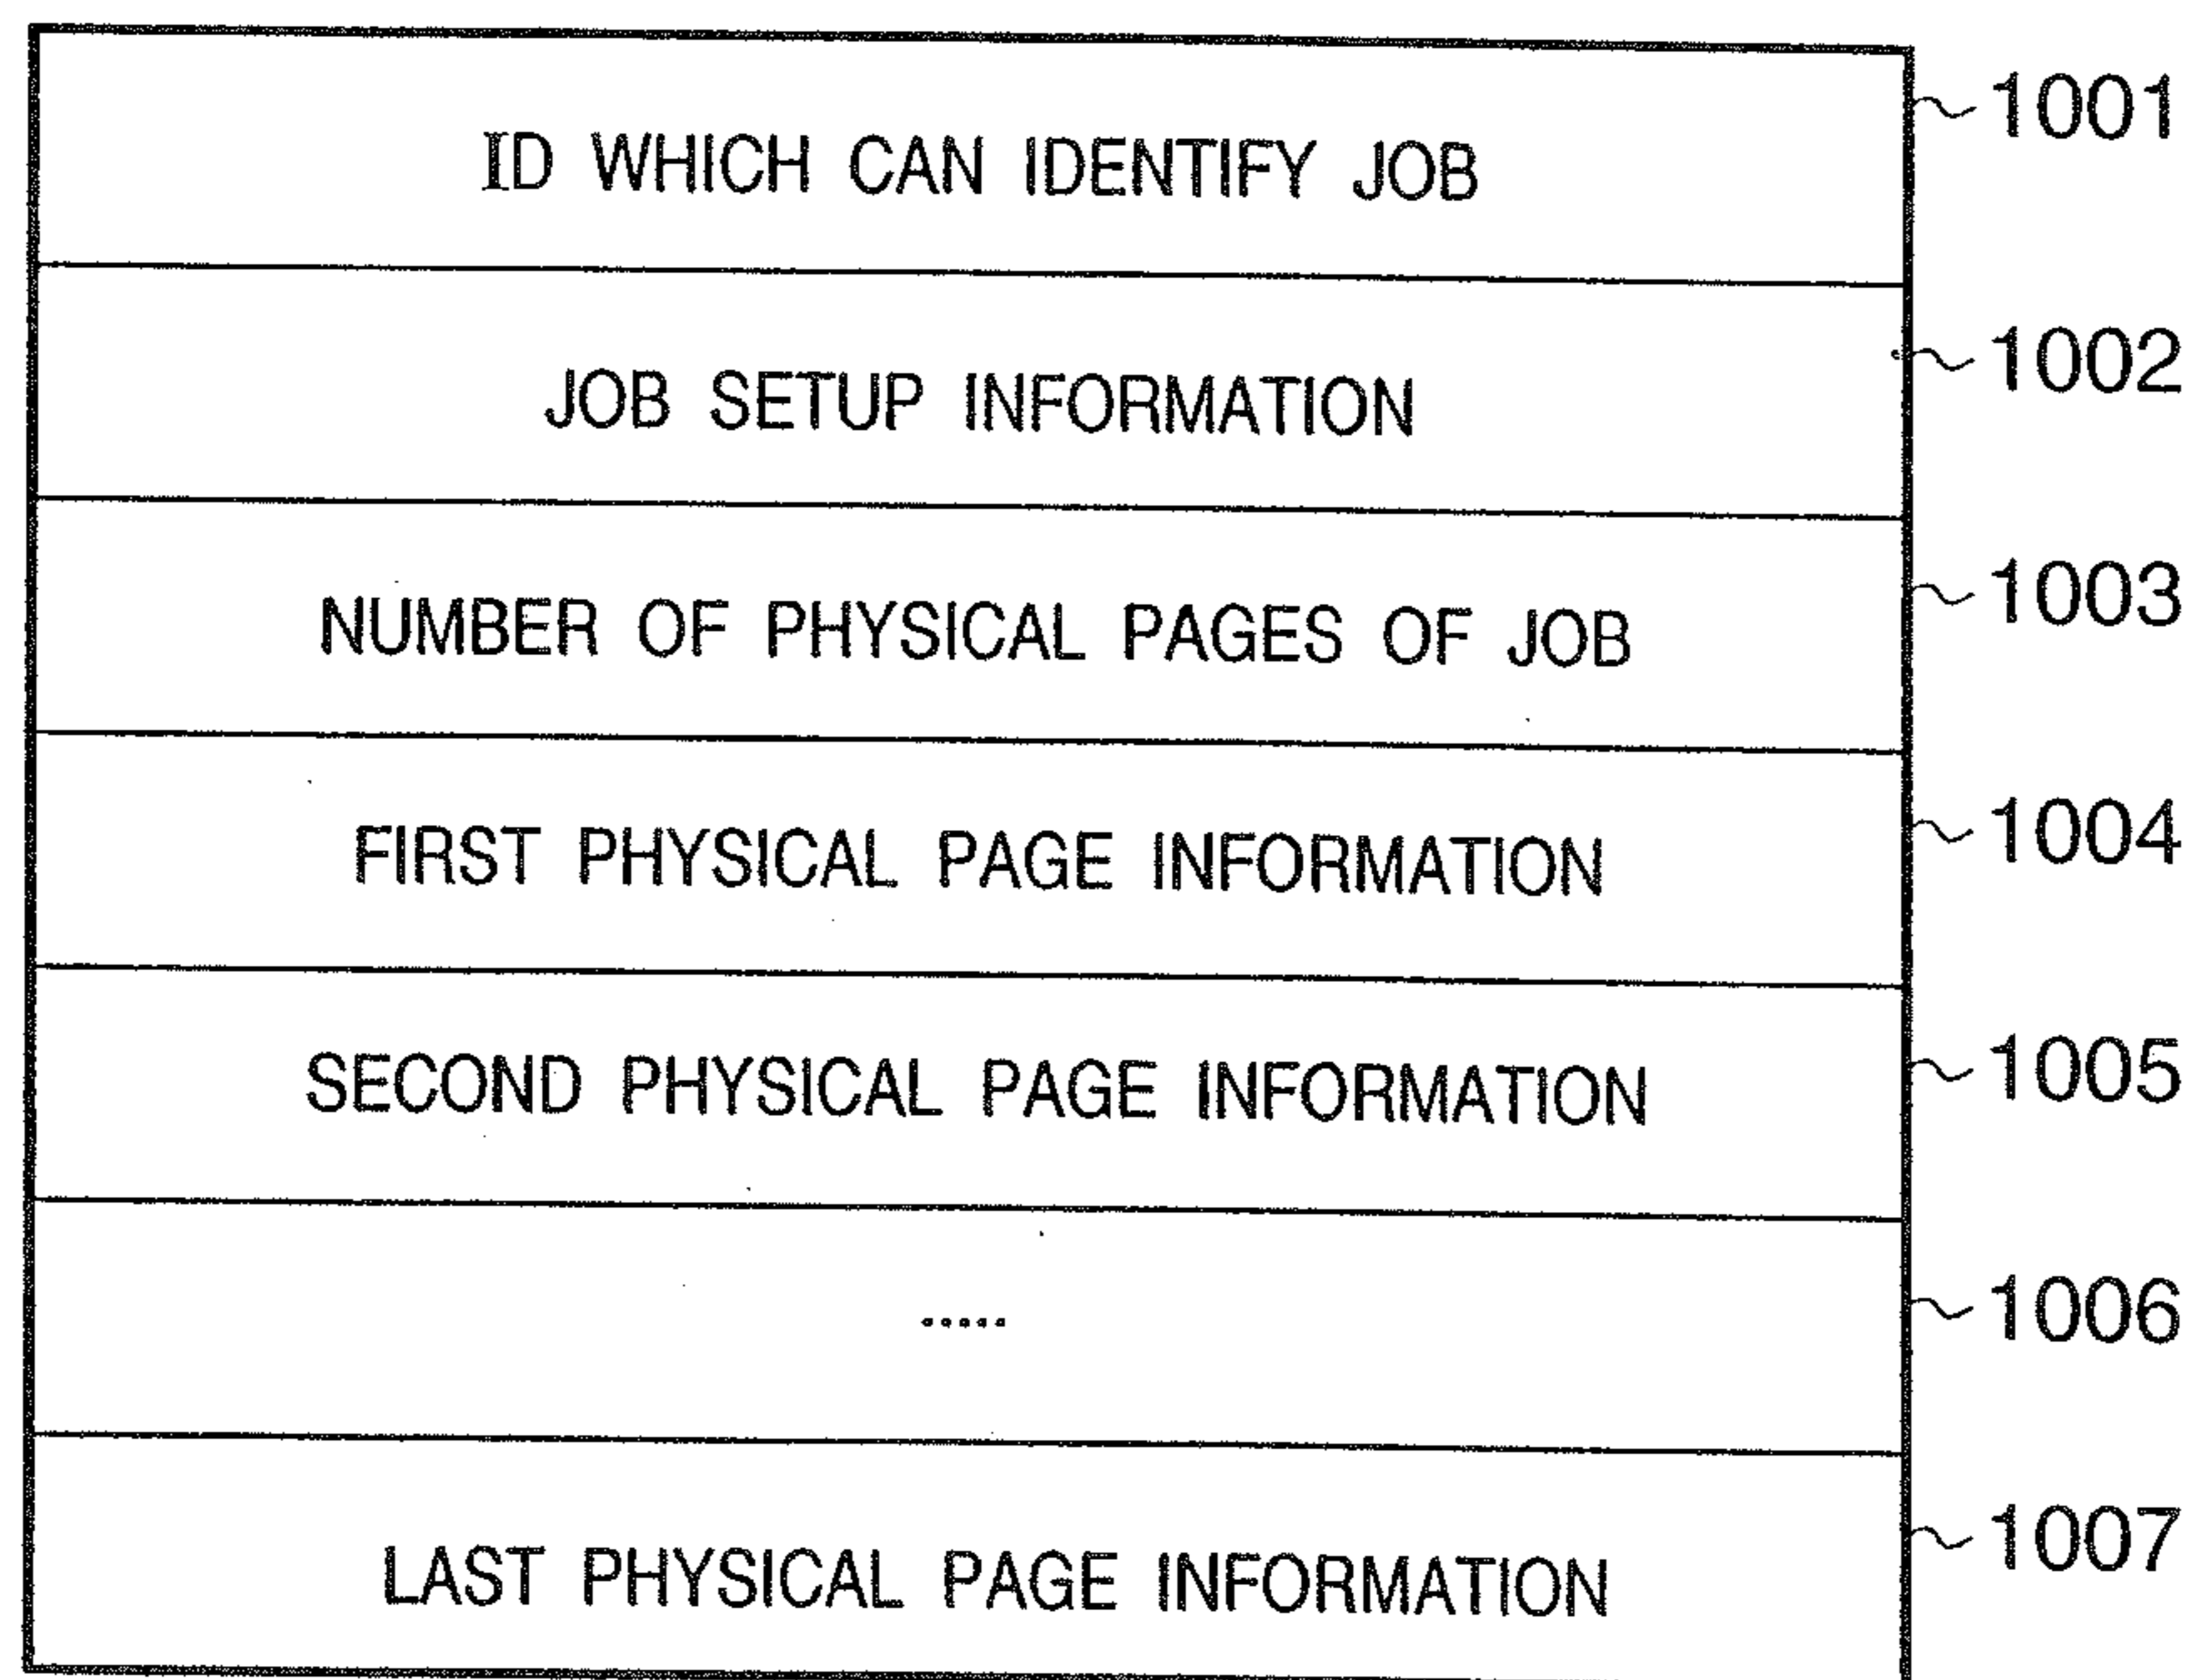 ID WHICH CAN IDENTIFY JOB 1001
JOB SETUP INFORMATION 1002
NUMBER OF PHYSICAL PAGES OF JOB 1003
FIRST PHYSICAL PAGE INFORMATION 1004
SECOND PHYSICAL PAGE INFORMATION 1005
..... 1006
LAST PHYSICAL PAGE INFORMATION 1007